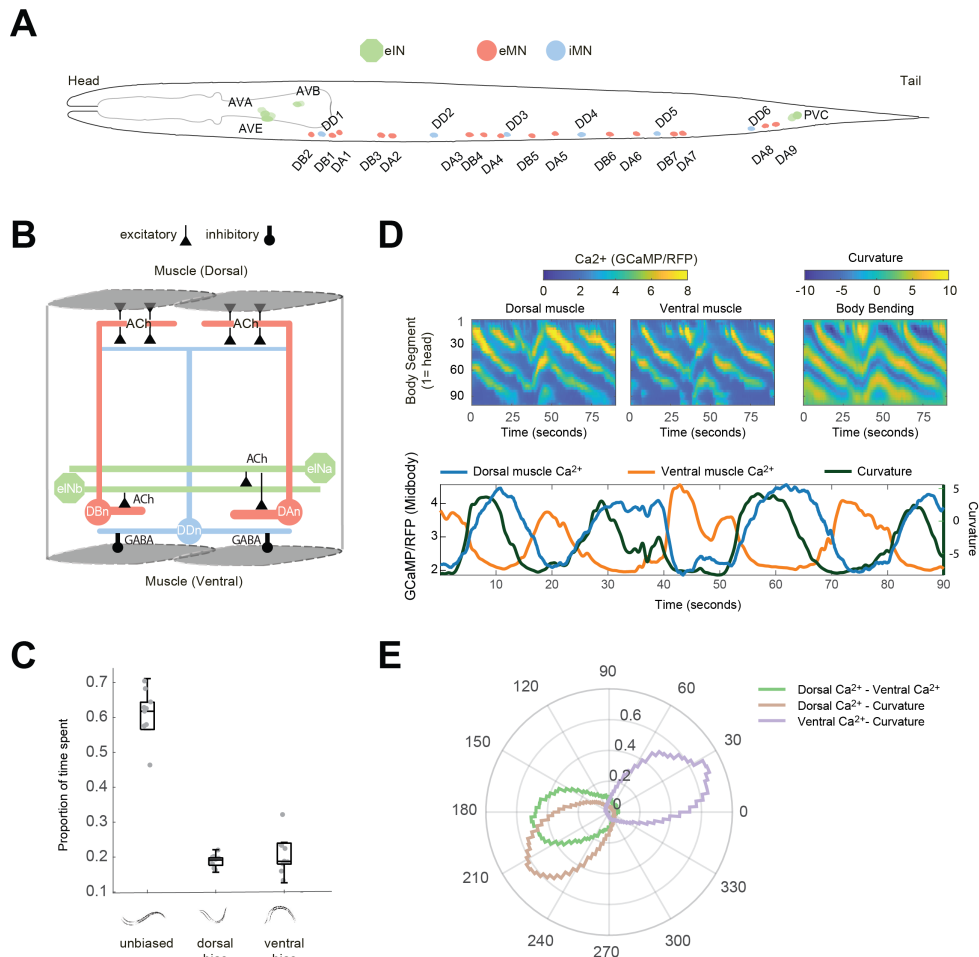 A
eIN
eMN
iMN
Head
Tail
AVB
AVA
AVE
DD1
DD2
DD3
DD4
DD5
DD6
PVC
DB2
DB1
DA1
DB3
DA2
DA3
DB4
DA4
DB5
DA5
DB6
DA6
DB7
DA7
DA8
DA9
B
excitatory
inhibitory
Muscle (Dorsal)
ACh
ACh
ACh
eINa
eINb
ACh
DBn
DAn
DDn
GABA
GABA
Muscle (Ventral)
C
Proportion of time spent
0.7
0.6
0.5
0.4
0.3
0.2
0.1
unbiased
dorsal
ventral
D
Ca2+ (GCaMP/RFP)
0 2 4 6 8
Curvature
-10 -5 0 5 10
Dorsal muscle
Ventral muscle
Body Bending
Body Segment
(1= head)
1
30
60
90
0 25 50 75
0 25 50 75
0 25 50 75
Time (seconds)
Time (seconds)
Time (seconds)
Dorsal muscle Ca2+
Ventral muscle Ca2+
Curvature
GCaMP/RFP (Midbody)
4
3
2
5
0
-5
Curvature
10 20 30 40 50 60 70 80 90
Time (seconds)
E
90
120
60
150
30
180
0
210
330
240
300
270
0.6
0.4
0.2
0
Dorsal Ca2+ - Ventral Ca2+
Dorsal Ca2+ - Curvature
Ventral Ca2+- Curvature